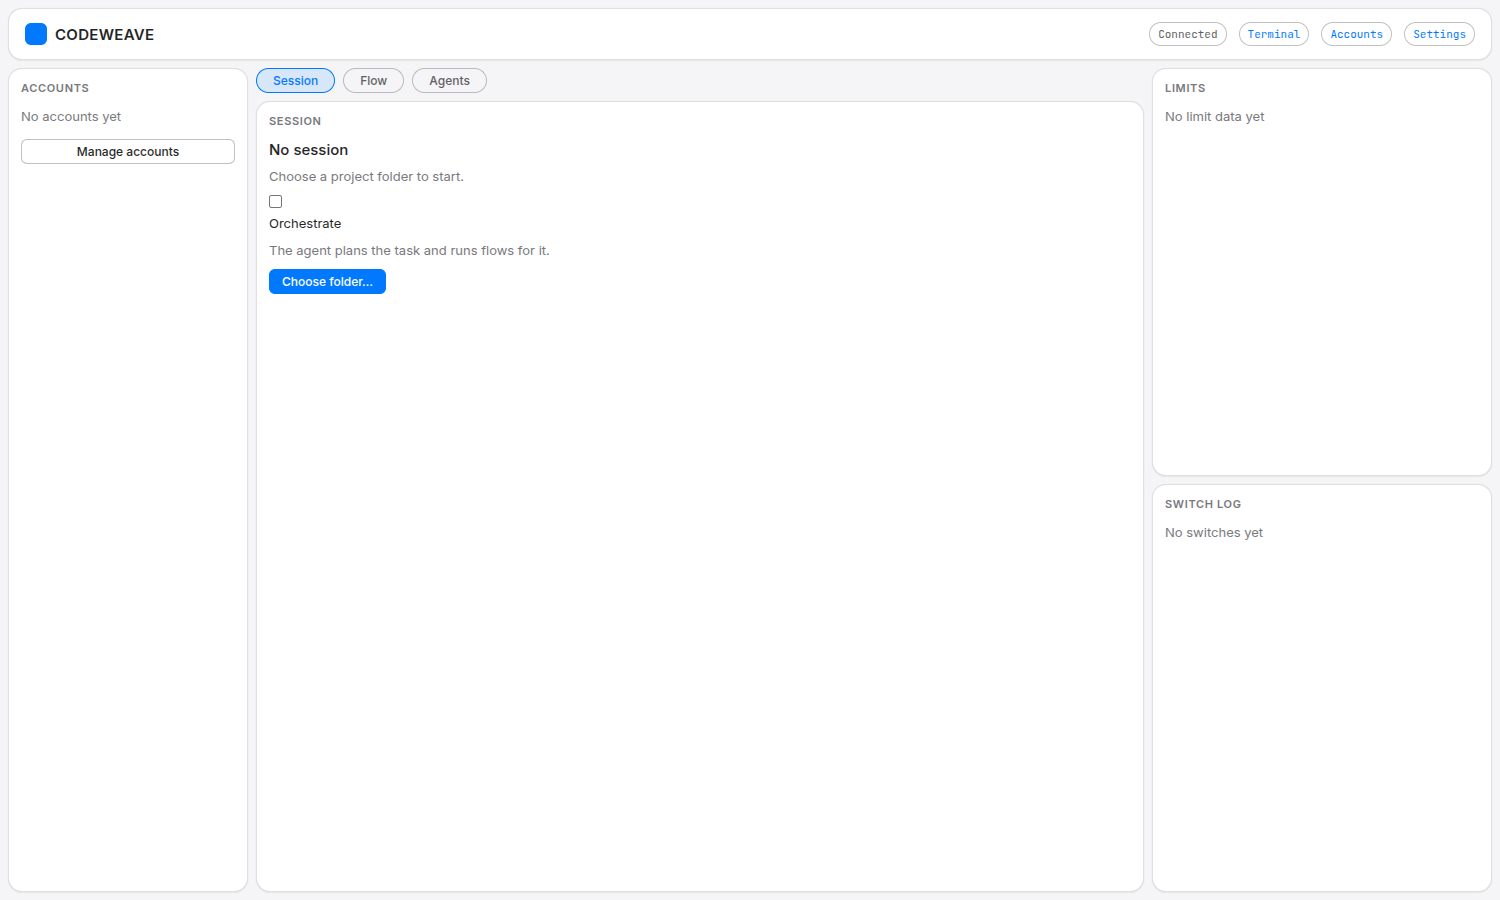 CODEWEAVE
Connected
Terminal
Accounts
Settings
ACCOUNTS
No accounts yet
Manage accounts
Session
Flow
Agents
SESSION
No session
Choose a project folder to start.
Orchestrate
The agent plans the task and runs flows for it.
Choose folder...
LIMITS
No limit data yet
SWITCH LOG
No switches yet